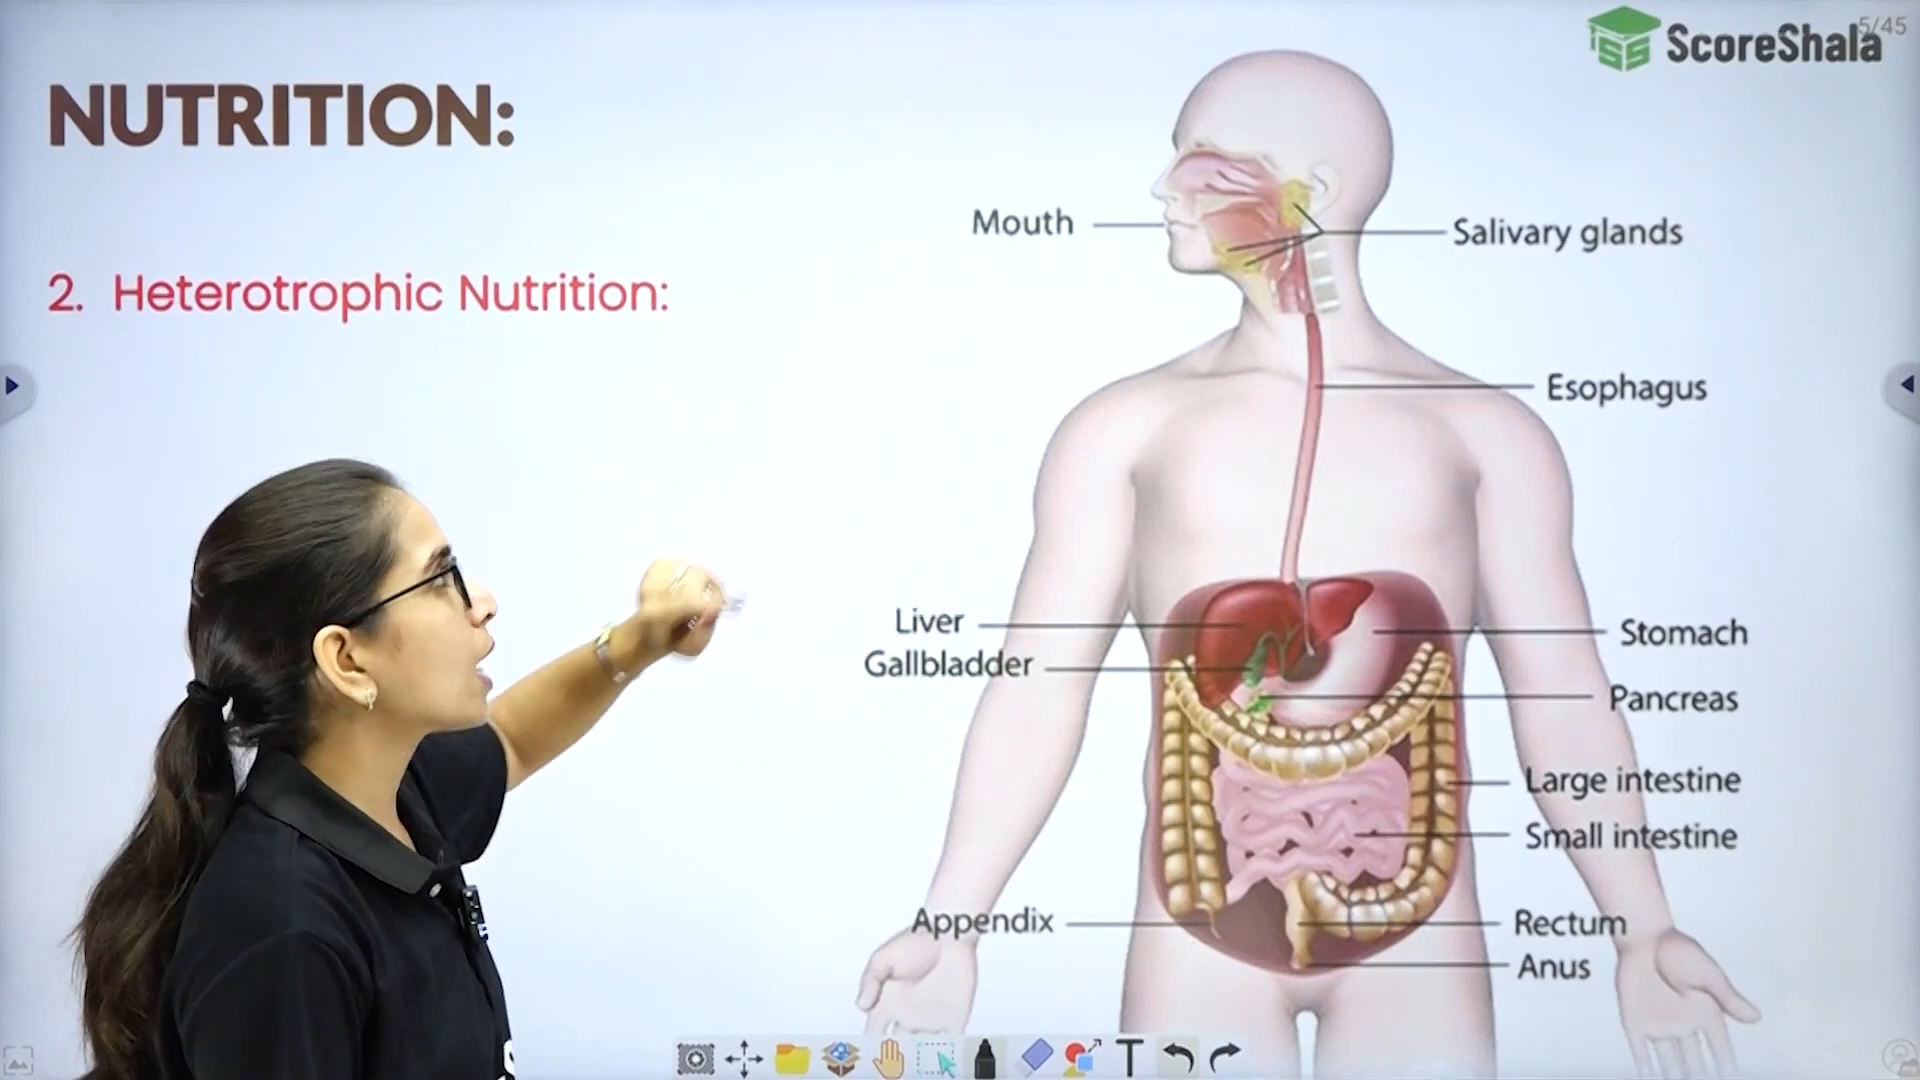 5/45
ScoreShala
NUTRITION:
2. Heterotrophic Nutrition:
Mouth
Salivary glands
Esophagus
Liver
Gallbladder
Stomach
Pancreas
Large intestine
Small intestine
Appendix
Rectum
Anus
T